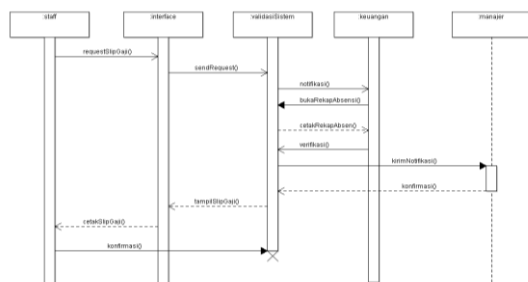 :staff
:interface
:validasiSistem
:keuangan
:manajer
requestSlipGaji()
sendRequest()
notifikasi()
bukaRekapAbsensi()
cetakRekapAbsen()
verifikasi()
kirimNotifikasi()
konfirmasi()
tampilSlipGaji()
cetakSlipGaji()
konfirmasi()